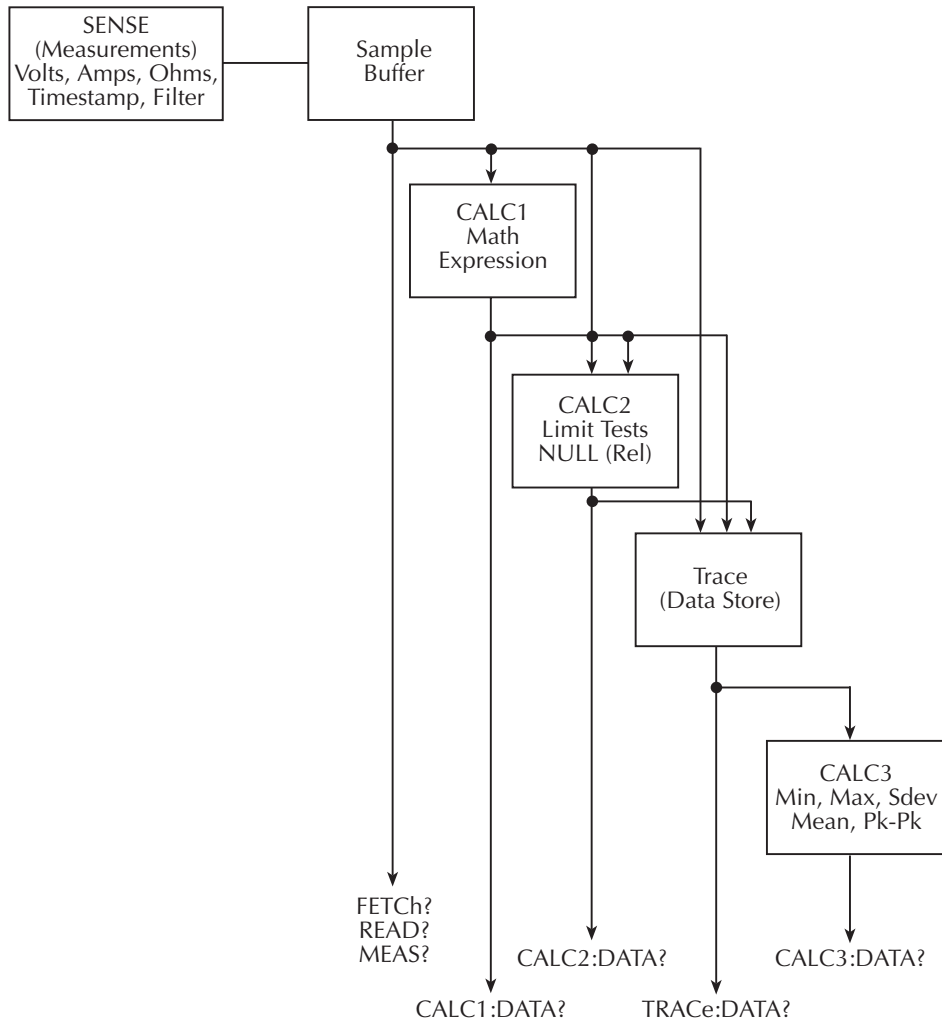 SENSE
(Measurements)
Volts, Amps, Ohms,
Timestamp, Filter
Sample
Buffer
CALC1
Math
Expression
CALC2
Limit Tests
NULL (Rel)
Trace
(Data Store)
CALC3
Min, Max, Sdev
Mean, Pk-Pk
FETCh?
READ?
MEAS?
CALC2:DATA?
CALC3:DATA?
CALC1:DATA?
TRACe:DATA?